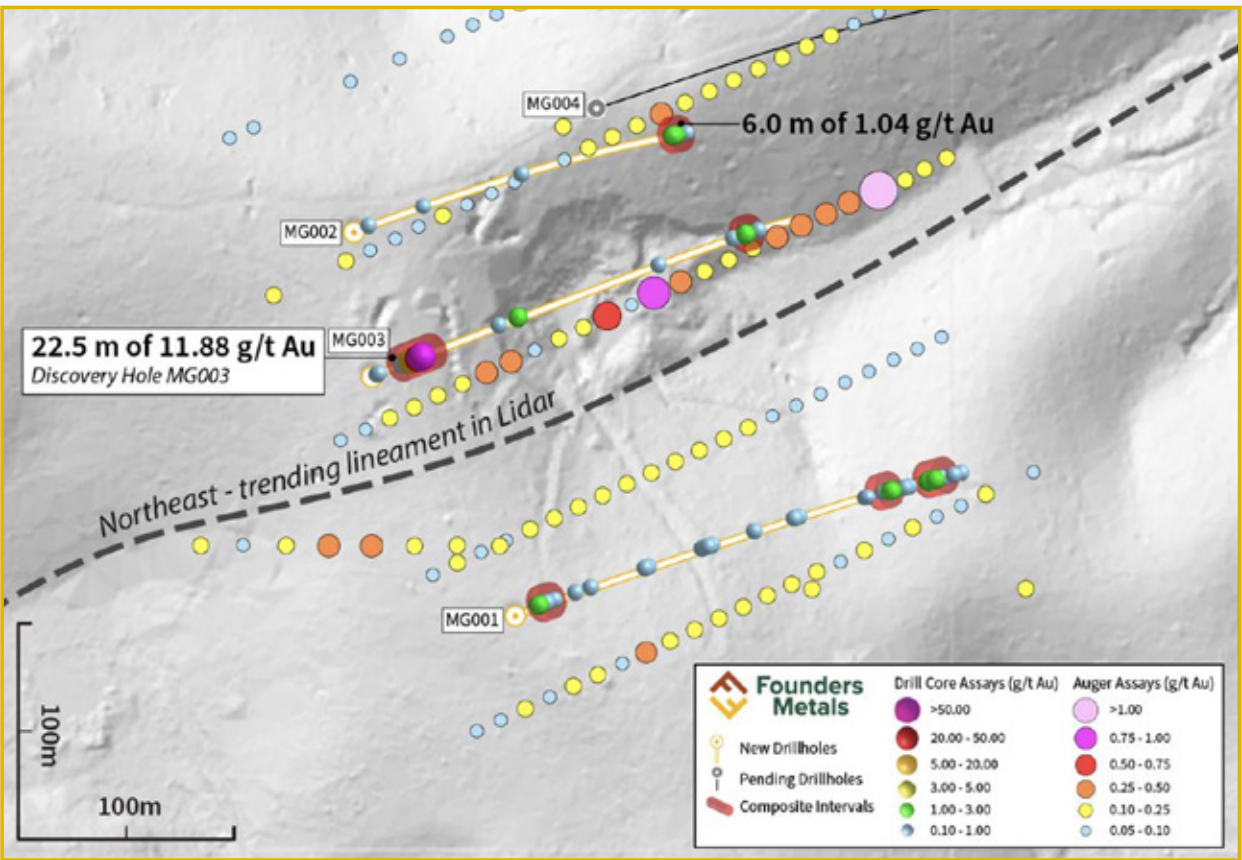 MG004
6.0 m of 1.04 g/t Au
MG002
22.5 m of 11.88 g/t Au
Discovery Hole MG003
MG003
Northeast - trending lineament in Lidar
MG001
100m
100m
Founders
Metals
New Drillholes
Pending Drillholes
Composite Intervals
Drill Core Assays (g/t Au)
>50.00
20.00 - 50.00
5.00 - 20.00
3.00 - 5.00
1.00 - 3.00
0.10 - 1.00
Auger Assays (g/t Au)
>1.00
0.75 - 1.00
0.50 - 0.75
0.25 - 0.50
0.10 - 0.25
0.05 - 0.10